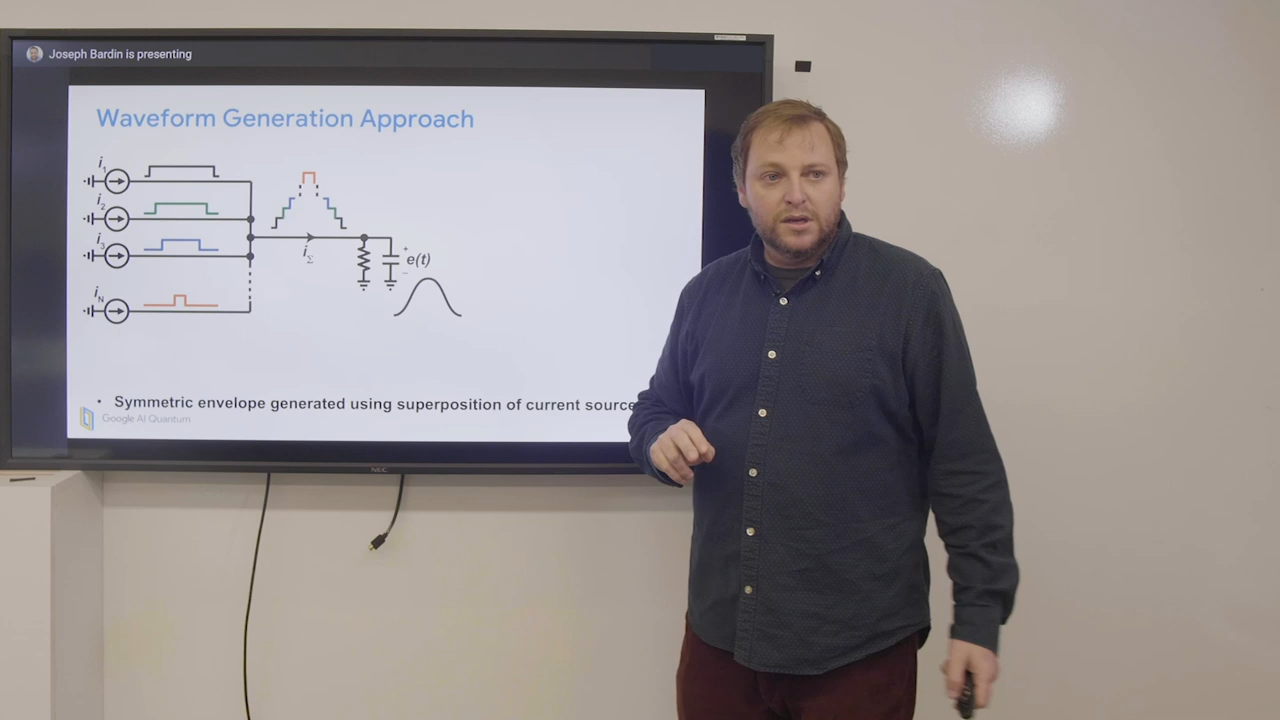 Joseph Bardin is presenting
Waveform Generation Approach
i1
i2
i3
iN
iΣ
+
e(t)
−
• Symmetric envelope generated using superposition of current source
Google AI Quantum
NEC